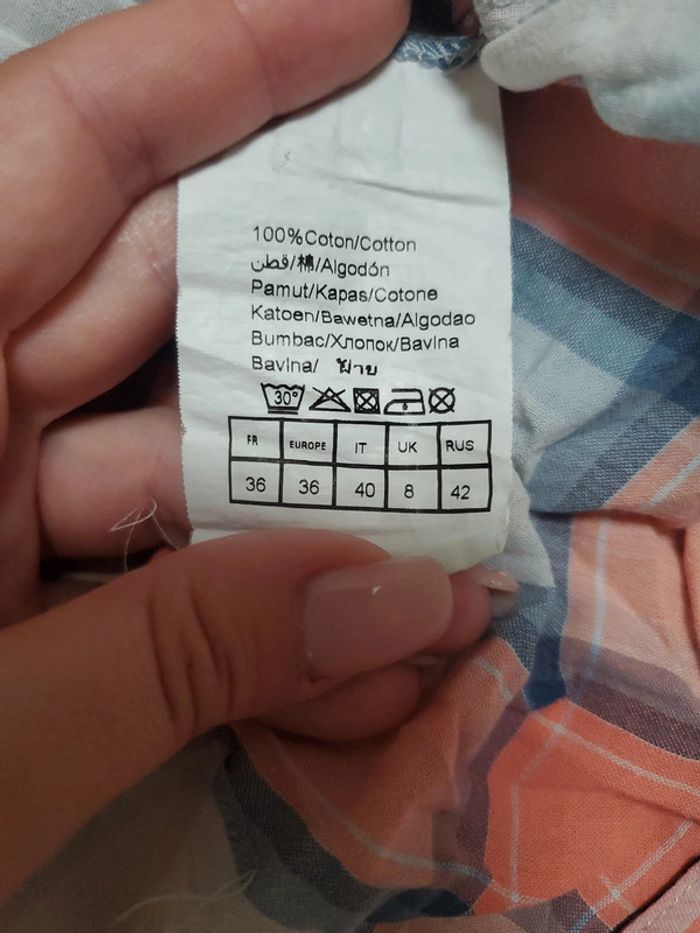 100%Coton/Cotton
قطن/棉/Algodón
Pamut/Kapas/Cotone
Katoen/Bawetna/Algodao
Bumbac/Хлопок/Bavlna
Bavlna/ ฝ้าย
30°
FR EUROPE IT UK RUS
36 36 40 8 42